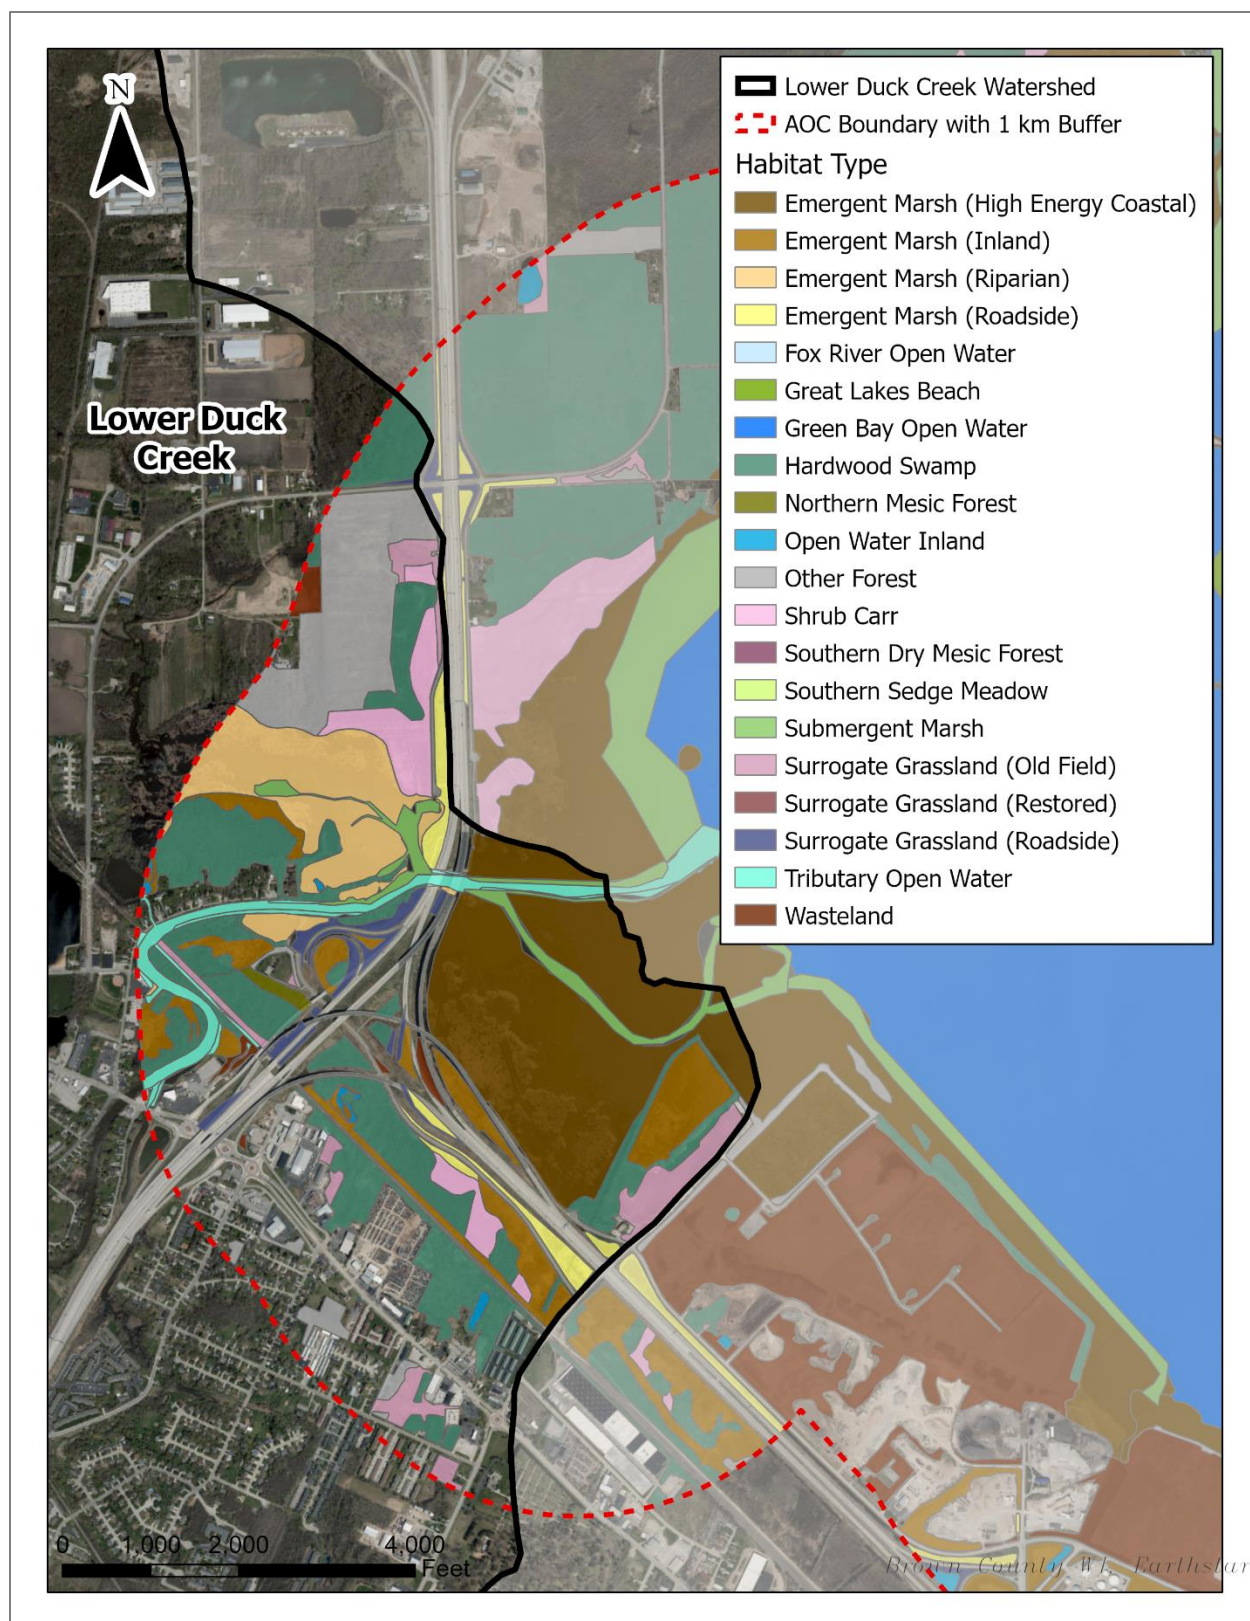 N
Lower Duck Creek Watershed
AOC Boundary with 1 km Buffer
Habitat Type
Emergent Marsh (High Energy Coastal)
Emergent Marsh (Inland)
Emergent Marsh (Riparian)
Emergent Marsh (Roadside)
Fox River Open Water
Great Lakes Beach
Green Bay Open Water
Hardwood Swamp
Northern Mesic Forest
Open Water Inland
Other Forest
Shrub Carr
Southern Dry Mesic Forest
Southern Sedge Meadow
Submergent Marsh
Surrogate Grassland (Old Field)
Surrogate Grassland (Restored)
Surrogate Grassland (Roadside)
Tributary Open Water
Wasteland
Lower Duck
Creek
0 1,000 2,000 4,000
Feet
Brown County WI, Earthstar